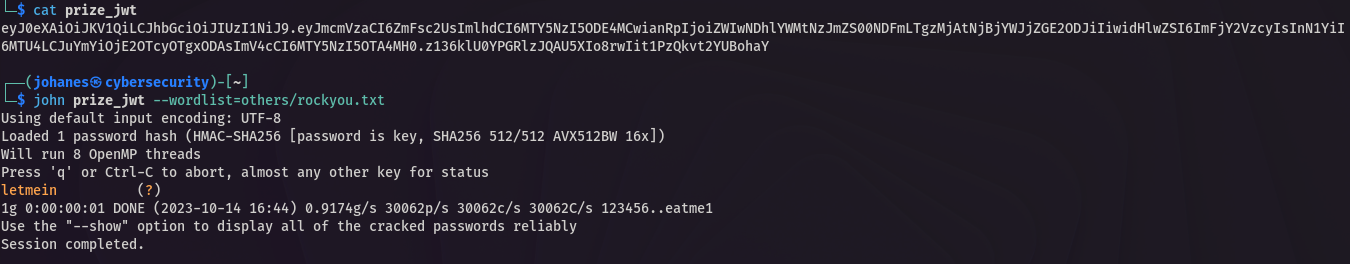 └─$ cat prize_jwt
eyJ0eXAiOiJKV1QiLCJhbGciOiJIUzI1NiJ9.eyJmcmVzaCI6ZmFsc2UsImlhdCI6MTY5NzI5ODE4MCwianRpIjoiZWIwNDhlYWMtNzJmZS00NDFmLTgzMjAtNjBjYWJjZGE2ODJiIiwidHlwZSI6ImFjY2VzcyIsInN1YiI
6MTU4LCJuYmYiOjE2OTcyOTgxODAsImV4cCI6MTY5NzI5OTA4MH0.z136klU0YPGRlzJQAU5XIo8rwIit1PzQkvt2YUBohaY
┌──(johanes㉿cybersecurity)-[~]
└─$ john prize_jwt --wordlist=others/rockyou.txt
Using default input encoding: UTF-8
Loaded 1 password hash (HMAC-SHA256 [password is key, SHA256 512/512 AVX512BW 16x])
Will run 8 OpenMP threads
Press 'q' or Ctrl-C to abort, almost any other key for status
letmein          (?)
1g 0:00:00:01 DONE (2023-10-14 16:44) 0.9174g/s 30062p/s 30062c/s 30062C/s 123456..eatme1
Use the "--show" option to display all of the cracked passwords reliably
Session completed.